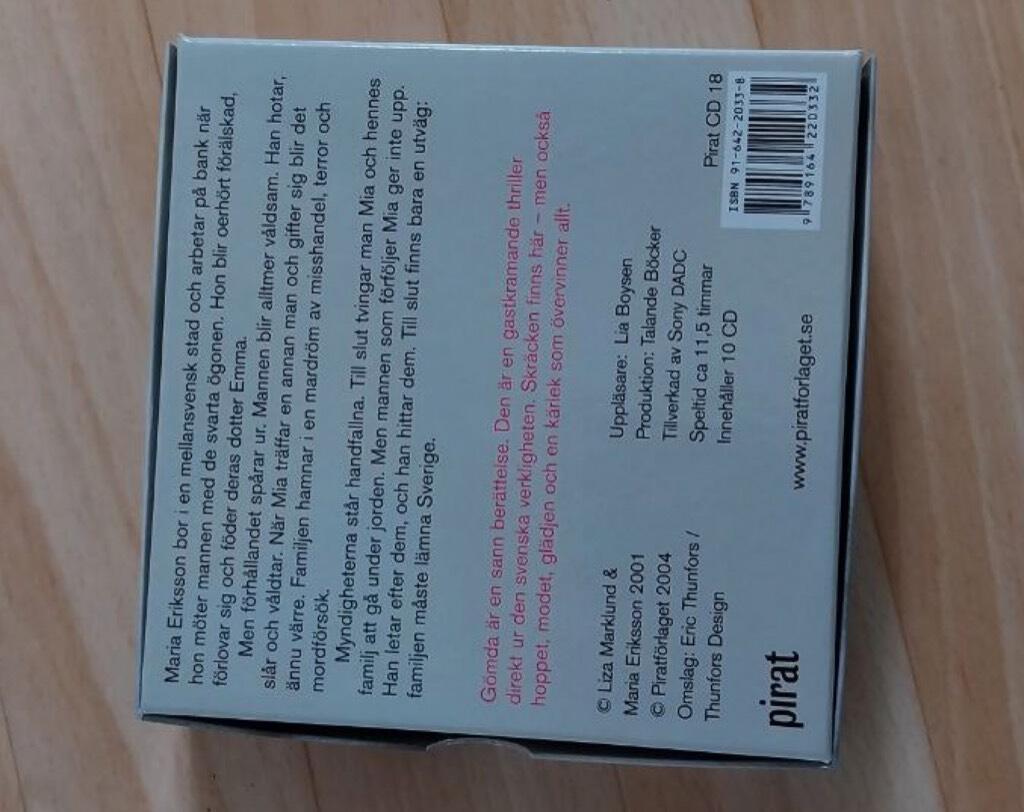 Maria Eriksson bor i en mellansvensk stad och arbetar på bank när
hon möter mannen med de svarta ögonen. Hon blir oerhört förälskad,
förlovar sig och föder deras dotter Emma.
Men förhållandet spårar ur. Mannen blir alltmer våldsam. Han hotar,
slår och våldtar. När Mia träffar en annan man och gifter sig blir det
ännu värre. Familjen hamnar i en mardröm av misshandel, terror och
mordförsök.
Myndigheterna står handfallna. Till slut tvingar man Mia och hennes
familj att gå under jorden. Men mannen som förföljer Mia ger inte upp.
Han letar efter dem, och han hittar dem. Till slut finns bara en utväg:
familjen måste lämna Sverige.
Gömda är en sann berättelse. Den är en gastkramande thriller
direkt ur den svenska verkligheten. Skräcken finns här – men också
hoppet, modet, glädjen och en kärlek som övervinner allt.
© Liza Marklund &
Maria Eriksson 2001
© Piratförlaget 2004
Omslag: Eric Thunfors /
Thunfors Design
Uppläsare: Lia Boysen
Produktion: Talande Böcker
Tillverkad av Sony DADC
Speltid ca 11,5 timmar
Innehåller 10 CD
Pirat CD 18
ISBN 91-642-2033-8
9 789164 220332
pirat
www.piratforlaget.se